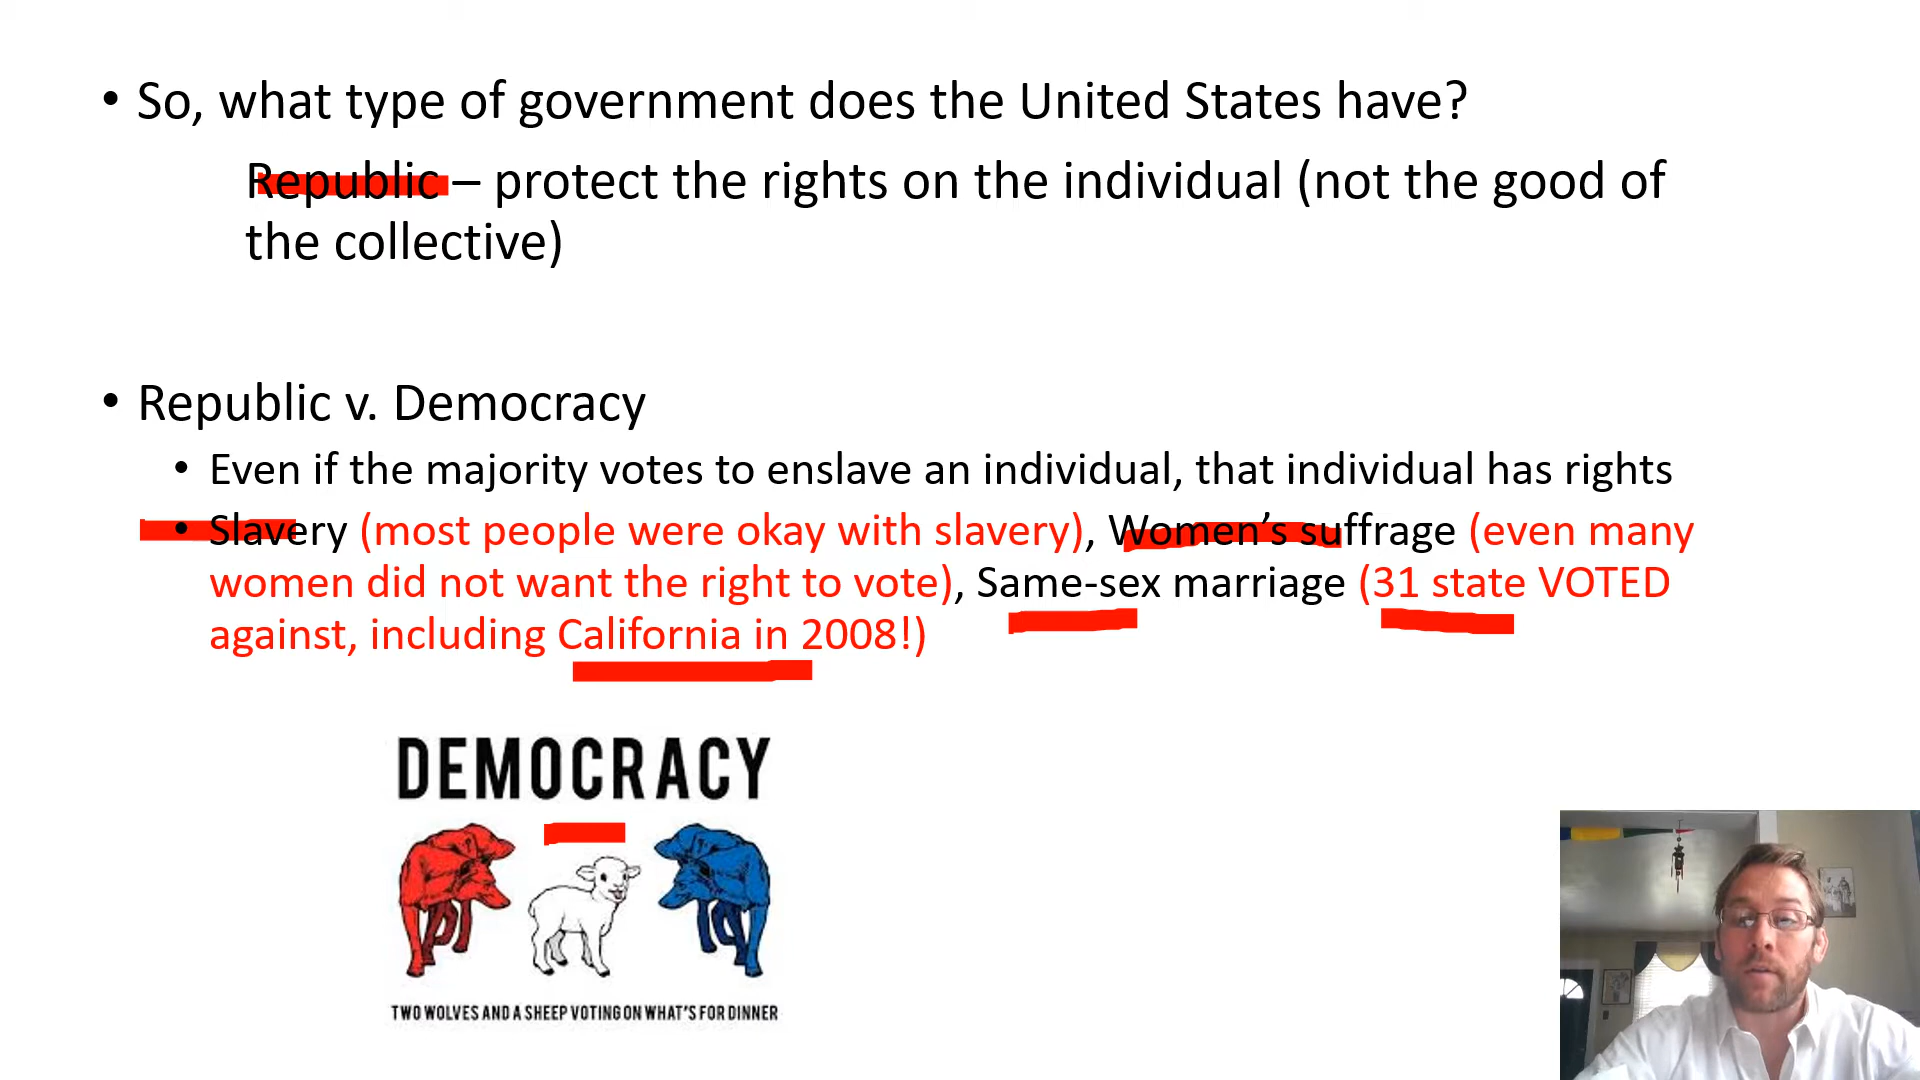 • So, what type of government does the United States have?
Republic – protect the rights on the individual (not the good of
the collective)
• Republic v. Democracy
• Even if the majority votes to enslave an individual, that individual has rights
• Slavery (most people were okay with slavery), Women’s suffrage (even many
women did not want the right to vote), Same-sex marriage (31 state VOTED
against, including California in 2008!)
DEMOCRACY
TWO WOLVES AND A SHEEP VOTING ON WHAT'S FOR DINNER